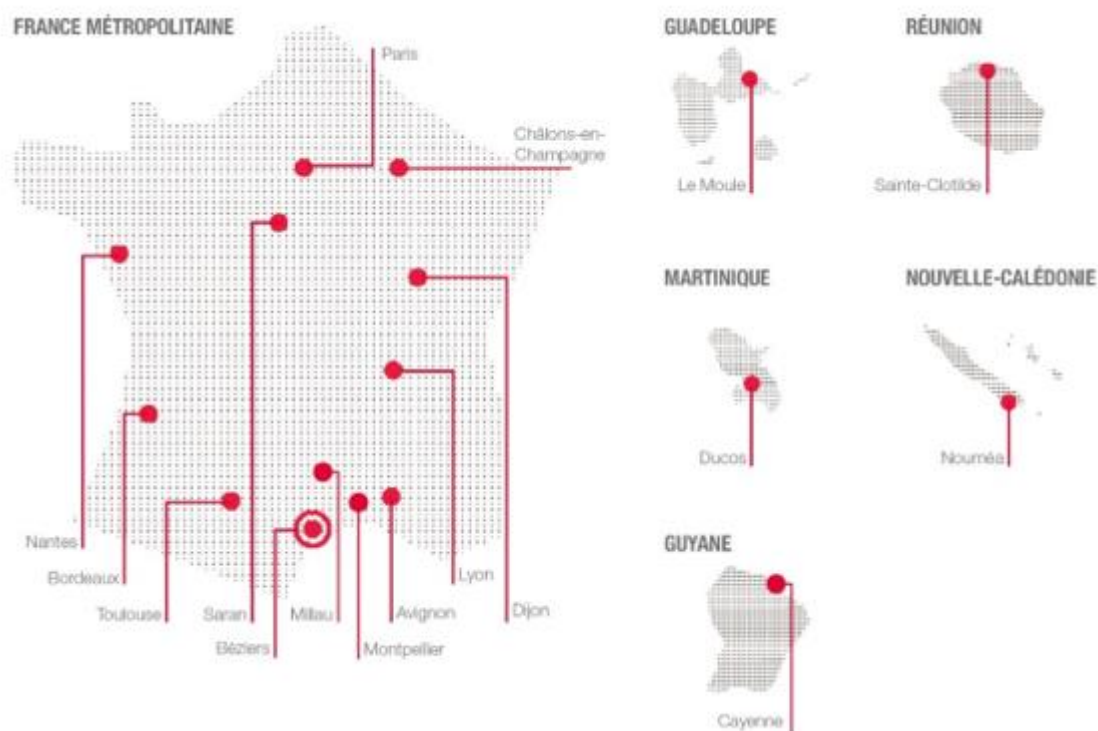 FRANCE MÉTROPOLITAINE
Paris
Châlons-en-
Champagne
Nantes
Bordeaux
Toulouse
Saran
Béziers
Millau
Montpellier
Avignon
Lyon
Dijon
GUADELOUPE
Le Moule
RÉUNION
Sainte-Clotilde
MARTINIQUE
Ducos
NOUVELLE-CALÉDONIE
Nouméa
GUYANE
Cayenne